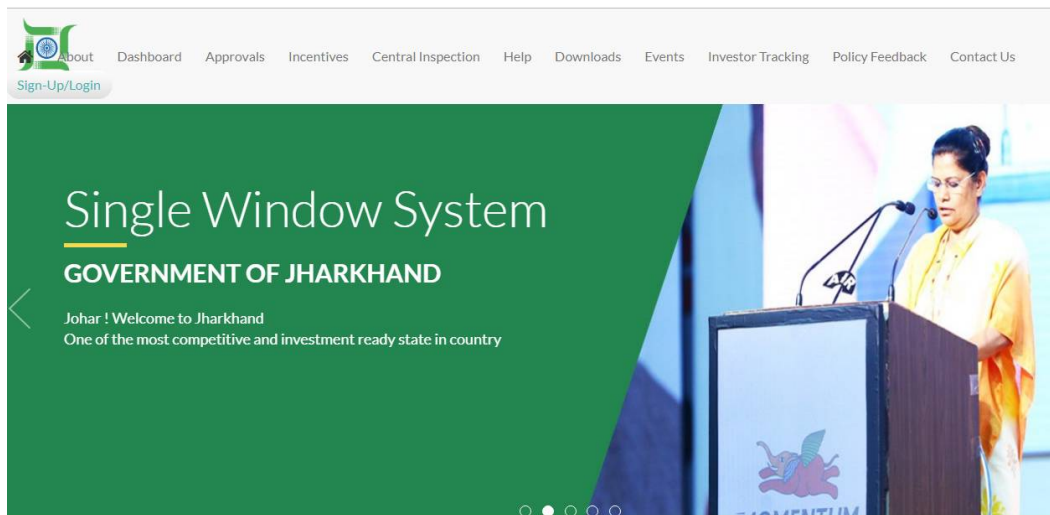 About Dashboard Approvals Incentives Central Inspection Help Downloads Events Investor Tracking Policy Feedback Contact Us
Sign-Up/Login
Single Window System
GOVERNMENT OF JHARKHAND
Johar ! Welcome to Jharkhand
One of the most competitive and investment ready state in country
MOMENTUM